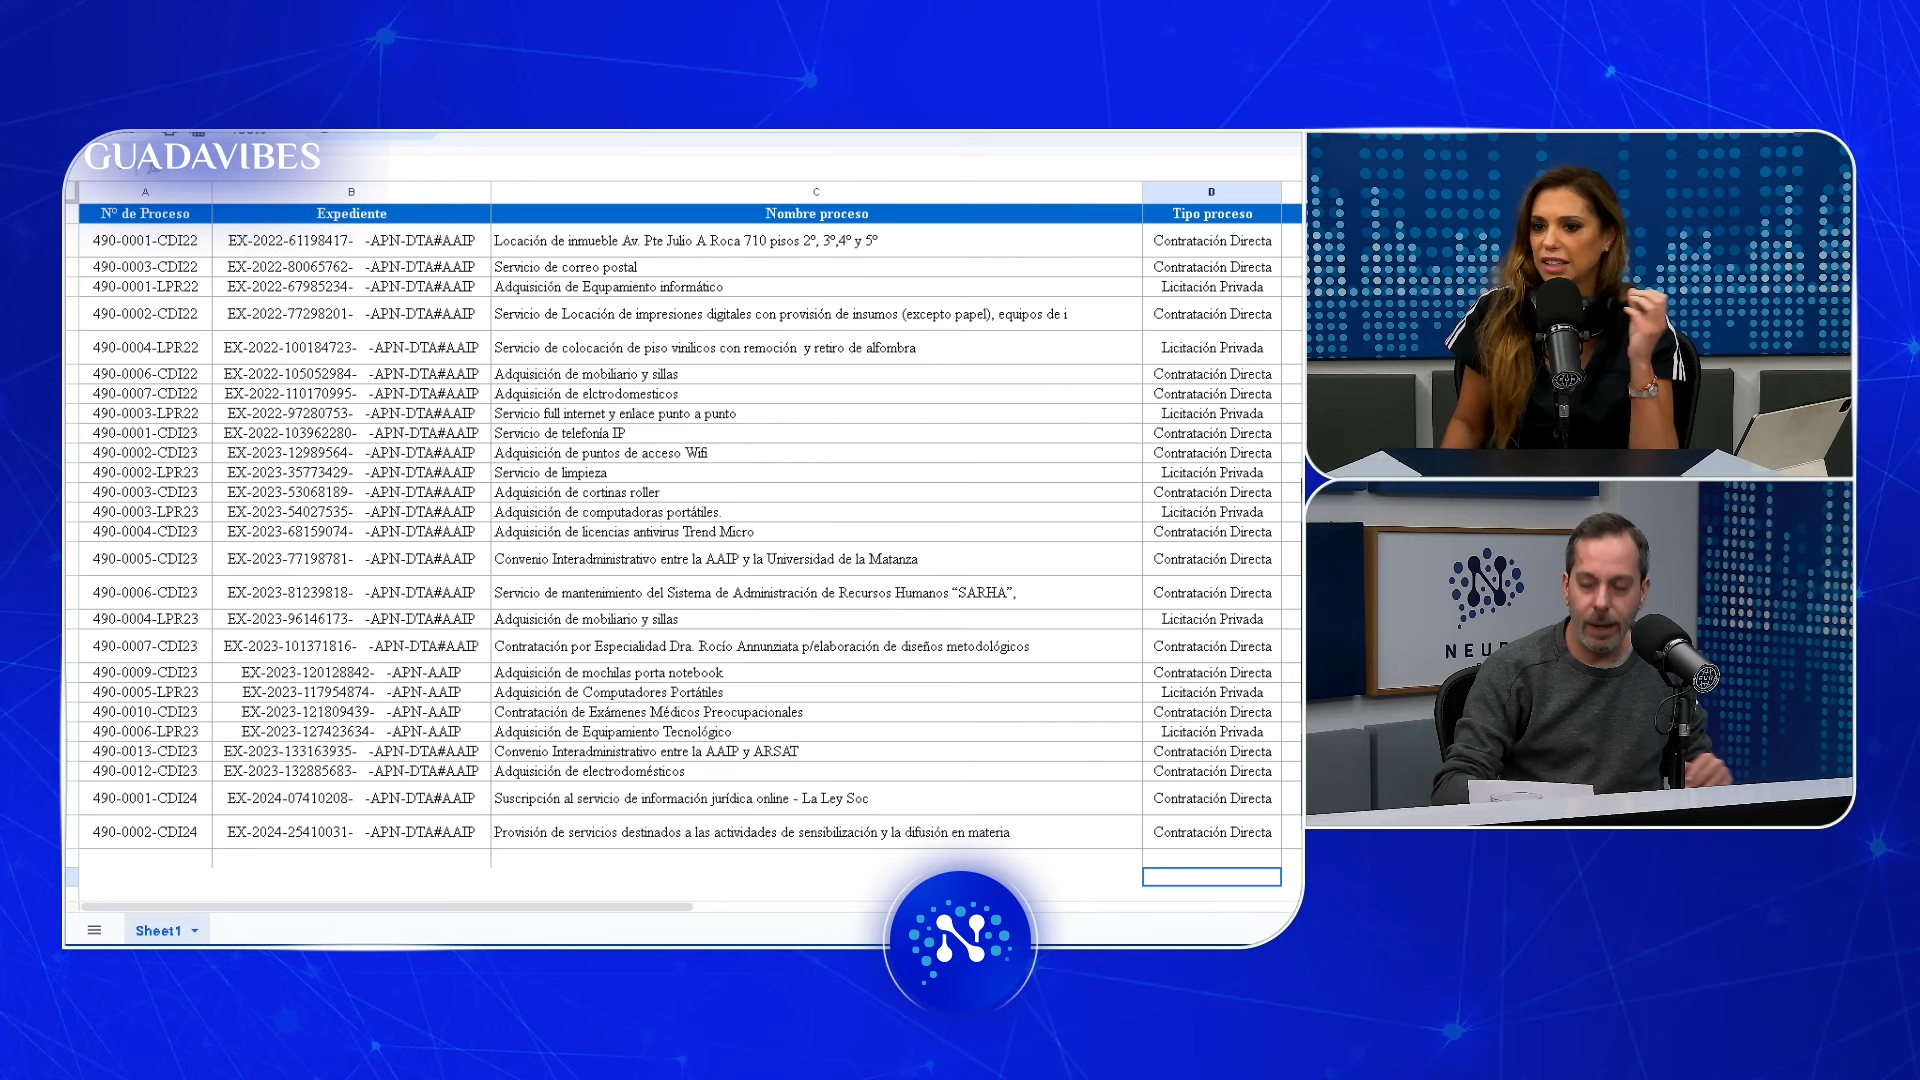 GUADAVIBES
A B C D
Nº de Proceso Expediente Nombre proceso Tipo proceso
490-0001-CDI22 EX-2022-61198417- -APN-DTA#AAIP Locación de inmueble Av. Pte Julio A Roca 710 pisos 2º, 3º,4º y 5º Contratación Directa
490-0003-CDI22 EX-2022-80065762- -APN-DTA#AAIP Servicio de correo postal Contratación Directa
490-0001-LPR22 EX-2022-67985234- -APN-DTA#AAIP Adquisición de Equpamiento informático Licitación Privada
490-0002-CDI22 EX-2022-77298201- -APN-DTA#AAIP Servicio de Locación de impresiones digitales con provisión de insumos (excepto papel), equipos de i Contratación Directa
490-0004-LPR22 EX-2022-100184723- -APN-DTA#AAIP Servicio de colocación de piso vinilicos con remoción y retiro de alfombra Licitación Privada
490-0006-CDI22 EX-2022-105052984- -APN-DTA#AAIP Adquisición de mobiliario y sillas Contratación Directa
490-0007-CDI22 EX-2022-110170995- -APN-DTA#AAIP Adquisición de elctrodomesticos Contratación Directa
490-0003-LPR22 EX-2022-97280753- -APN-DTA#AAIP Servicio full internet y enlace punto a punto Licitación Privada
490-0001-CDI23 EX-2022-103962280- -APN-DTA#AAIP Servicio de telefonía IP Contratación Directa
490-0002-CDI23 EX-2023-12989564- -APN-DTA#AAIP Adquisición de puntos de acceso Wifi Contratación Directa
490-0002-LPR23 EX-2023-35773429- -APN-DTA#AAIP Servicio de limpieza Licitación Privada
490-0003-CDI23 EX-2023-53068189- -APN-DTA#AAIP Adquisición de cortinas roller Contratación Directa
490-0003-LPR23 EX-2023-54027535- -APN-DTA#AAIP Adquisición de computadoras portátiles. Licitación Privada
490-0004-CDI23 EX-2023-68159074- -APN-DTA#AAIP Adquisición de licencias antivirus Trend Micro Contratación Directa
490-0005-CDI23 EX-2023-77198781- -APN-DTA#AAIP Convenio Interadministrativo entre la AAIP y la Universidad de la Matanza Contratación Directa
490-0006-CDI23 EX-2023-81239818- -APN-DTA#AAIP Servicio de mantenimiento del Sistema de Administración de Recursos Humanos “SARHA”, Contratación Directa
490-0004-LPR23 EX-2023-96146173- -APN-DTA#AAIP Adquisición de mobiliario y sillas Licitación Privada
490-0007-CDI23 EX-2023-101371816- -APN-DTA#AAIP Contratación por Especialidad Dra. Rocío Annunziata p/elaboración de diseños metodológicos Contratación Directa
490-0009-CDI23 EX-2023-120128842- -APN-AAIP Adquisición de mochilas porta notebook Contratación Directa
490-0005-LPR23 EX-2023-117954874- -APN-AAIP Adquisición de Computadores Portátiles Licitación Privada
490-0010-CDI23 EX-2023-121809439- -APN-AAIP Contratación de Exámenes Médicos Preocupacionales Contratación Directa
490-0006-LPR23 EX-2023-127423634- -APN-AAIP Adquisición de Equipamiento Tecnológico Licitación Privada
490-0013-CDI23 EX-2023-133163935- -APN-DTA#AAIP Convenio Interadministrativo entre la AAIP y ARSAT Contratación Directa
490-0012-CDI23 EX-2023-132885683- -APN-DTA#AAIP Adquisición de electrodomésticos Contratación Directa
490-0001-CDI24 EX-2024-07410208- -APN-DTA#AAIP Suscripción al servicio de información jurídica online - La Ley Soc Contratación Directa
490-0002-CDI24 EX-2024-25410031- -APN-DTA#AAIP Provisión de servicios destinados a las actividades de sensibilización y la difusión en materia Contratación Directa
Sheet1